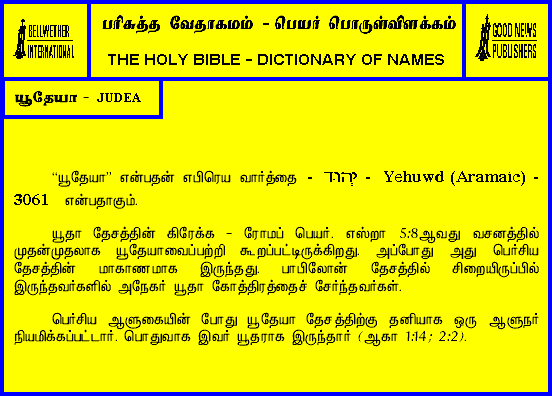 BELLWETHER
INTERNATIONAL
பரிசுத்த வேதாகமம் - பெயர் பொருள்விளக்கம்
THE HOLY BIBLE - DICTIONARY OF NAMES
GOOD NEWS
PUBLISHERS
யூதேயா - JUDEA
“யூதேயா” என்பதன் எபிரெய வார்த்தை - יְהוּד - Yehuwd (Aramaic) -
3061 என்பதாகும்.
யூதா தேசத்தின் கிரேக்க - ரோமப் பெயர். எஸ்றா 5:8ஆவது வசனத்தில்
முதன்முதலாக யூதேயாவைப்பற்றி கூறப்பட்டிருக்கிறது. அப்போது அது பெர்சிய
தேசத்தின் மாகாணமாக இருந்தது. பாபிலோன் தேசத்தில் சிறையிருப்பில்
இருந்தவர்களில் அநேகர் யூதா கோத்திரத்தைச் சேர்ந்தவர்கள்.
பெர்சிய ஆளுகையின் போது யூதேயா தேசத்திற்கு தனியாக ஒரு ஆளுநர்
நியமிக்கப்பட்டார். பொதுவாக இவர் யூதராக இருந்தார் (ஆகா 1:14; 2:2).